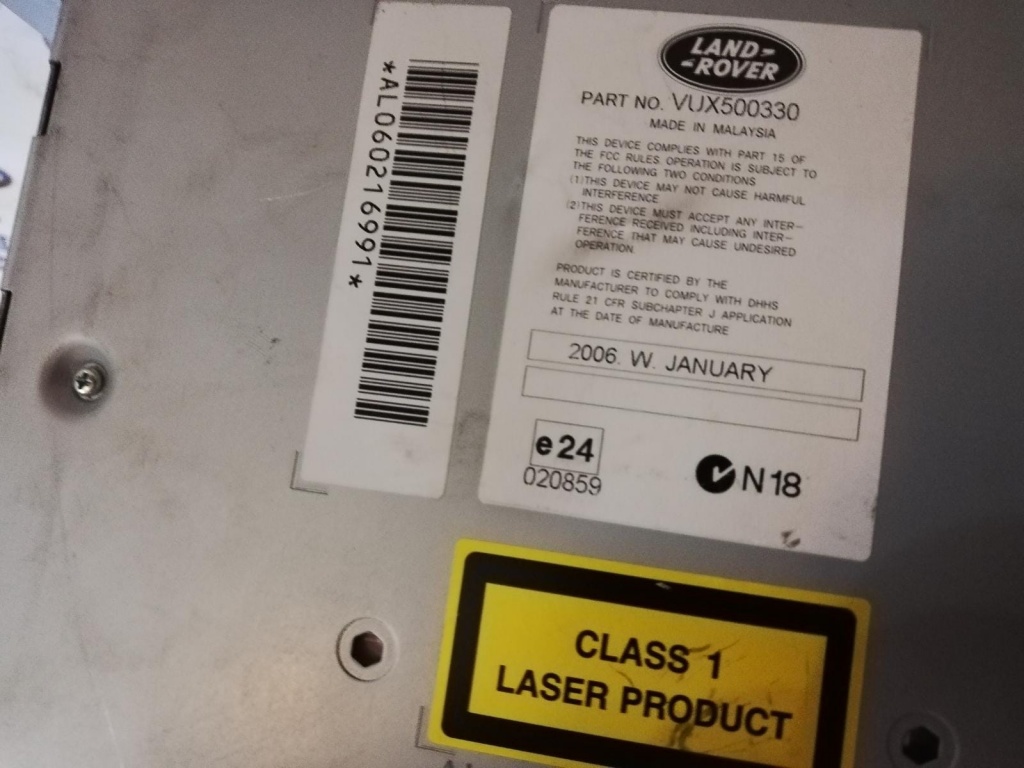 *AL060216991*
LAND-
-ROVER
PART NO. VUX500330
MADE IN MALAYSIA
THIS DEVICE COMPLIES WITH PART 15 OF
THE FCC RULES. OPERATION IS SUBJECT TO
THE FOLLOWING TWO CONDITIONS
(1) THIS DEVICE MAY NOT CAUSE HARMFUL
INTERFERENCE
(2) THIS DEVICE MUST ACCEPT ANY INTER-
FERENCE RECEIVED INCLUDING INTER-
FERENCE THAT MAY CAUSE UNDESIRED
OPERATION.
PRODUCT IS CERTIFIED BY THE
MANUFACTURER TO COMPLY WITH DHHS
RULE 21 CFR SUBCHAPTER J APPLICATION
AT THE DATE OF MANUFACTURE
2006. W. JANUARY
e24
020859
N18
CLASS 1
LASER PRODUCT